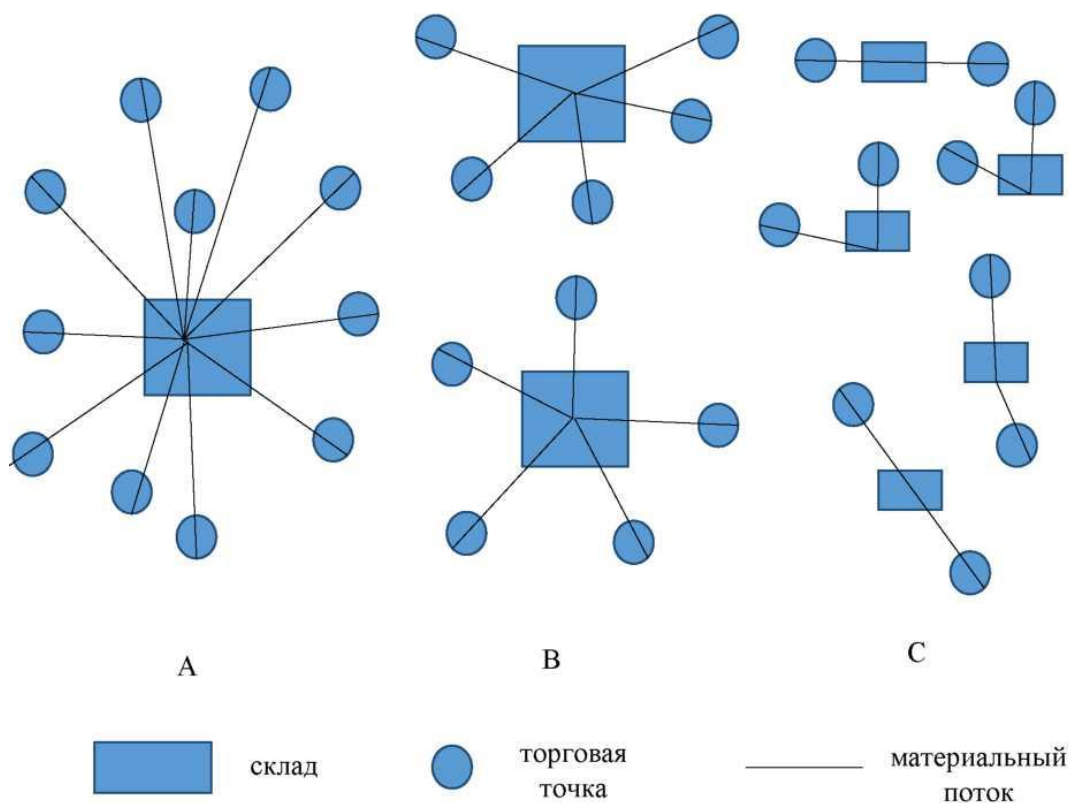 A
B
C
склад
торговая
точка
материальный
поток